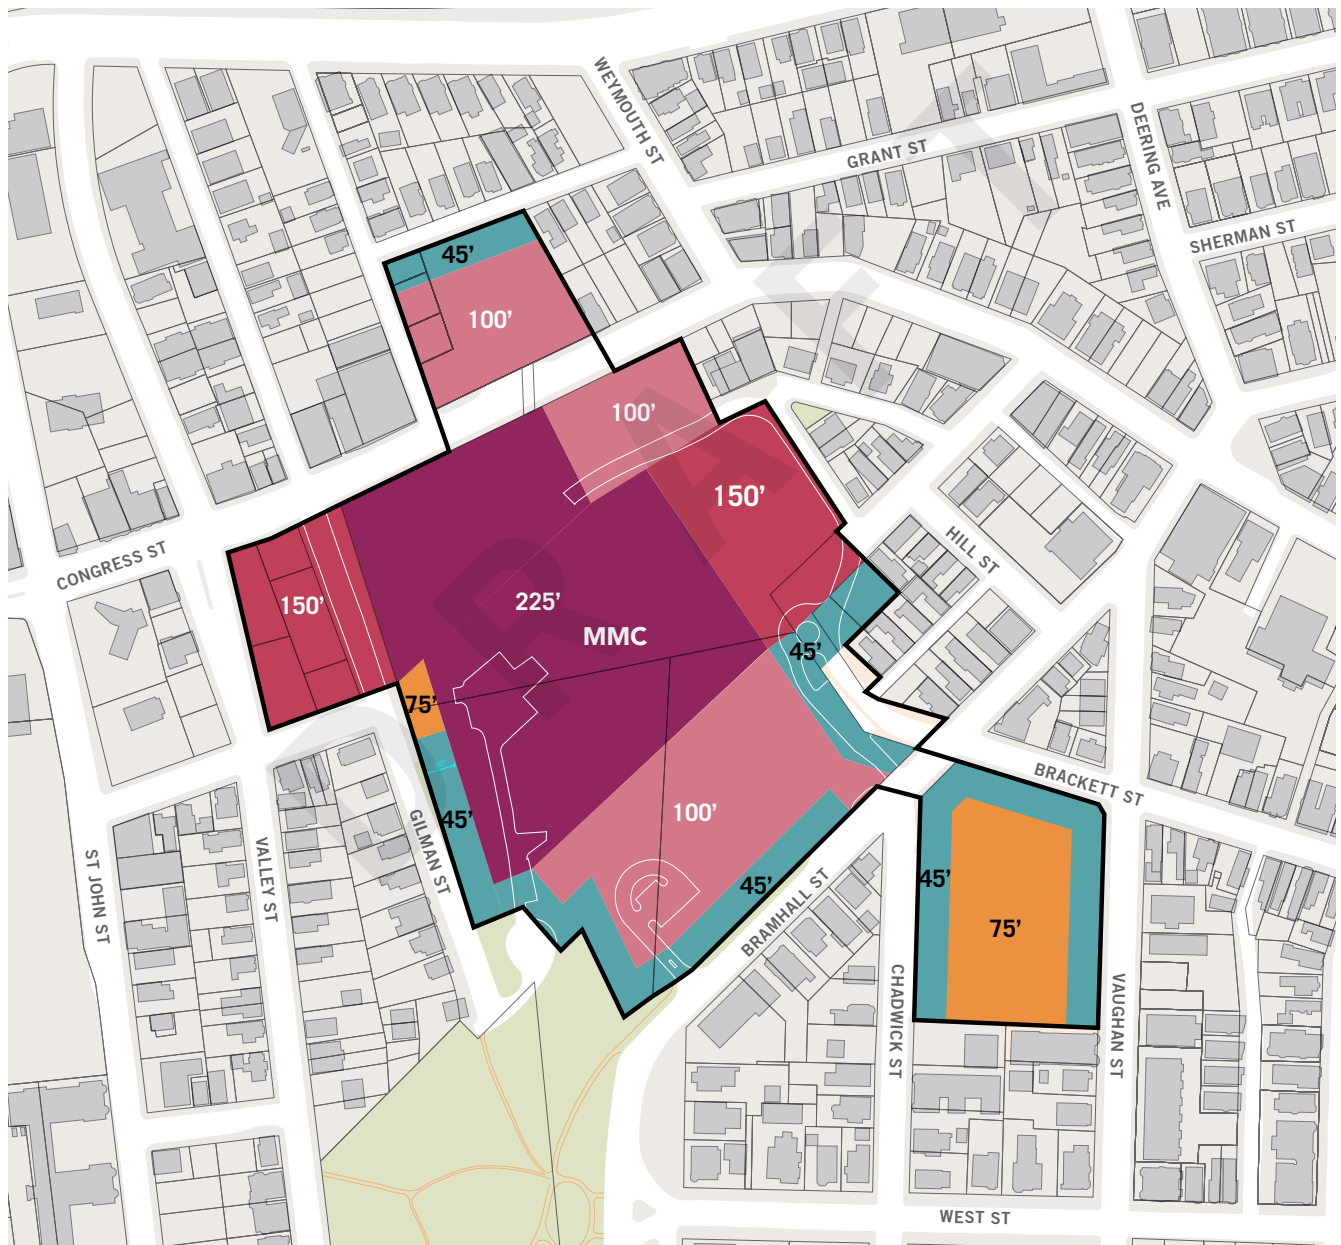 WEYMOUTH ST
DEERING AVE
GRANT ST
SHERMAN ST
45'
100'
100'
150'
CONGRESS ST
HILL ST
150'
225'
MMC
45'
75'
BRACKETT ST
45'
100'
GILMAN ST
VALLEY ST
ST JOHN ST
45'
BRAMHALL ST
45'
75'
CHADWICK ST
VAUGHAN ST
WEST ST
DRAFT